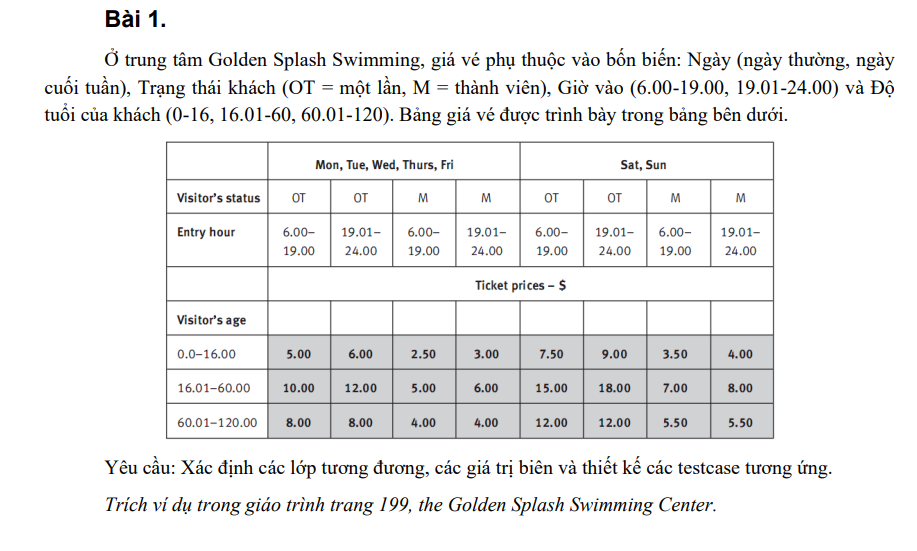 Bài 1.
Ở trung tâm Golden Splash Swimming, giá vé phụ thuộc vào bốn biến: Ngày (ngày thường, ngày
cuối tuần), Trạng thái khách (OT = một lần, M = thành viên), Giờ vào (6.00-19.00, 19.01-24.00) và Độ
tuổi của khách (0-16, 16.01-60, 60.01-120). Bảng giá vé được trình bày trong bảng bên dưới.
Mon, Tue, Wed, Thurs, Fri Sat, Sun
Visitor's status OT OT M M OT OT M M
Entry hour 6.00– 19.01– 6.00– 19.01– 6.00– 19.01– 6.00– 19.01–
19.00 24.00 19.00 24.00 19.00 24.00 19.00 24.00
Ticket prices – $
Visitor's age
0.0–16.00 5.00 6.00 2.50 3.00 7.50 9.00 3.50 4.00
16.01–60.00 10.00 12.00 5.00 6.00 15.00 18.00 7.00 8.00
60.01–120.00 8.00 8.00 4.00 4.00 12.00 12.00 5.50 5.50
Yêu cầu: Xác định các lớp tương đương, các giá trị biên và thiết kế các testcase tương ứng.
Trích ví dụ trong giáo trình trang 199, the Golden Splash Swimming Center.